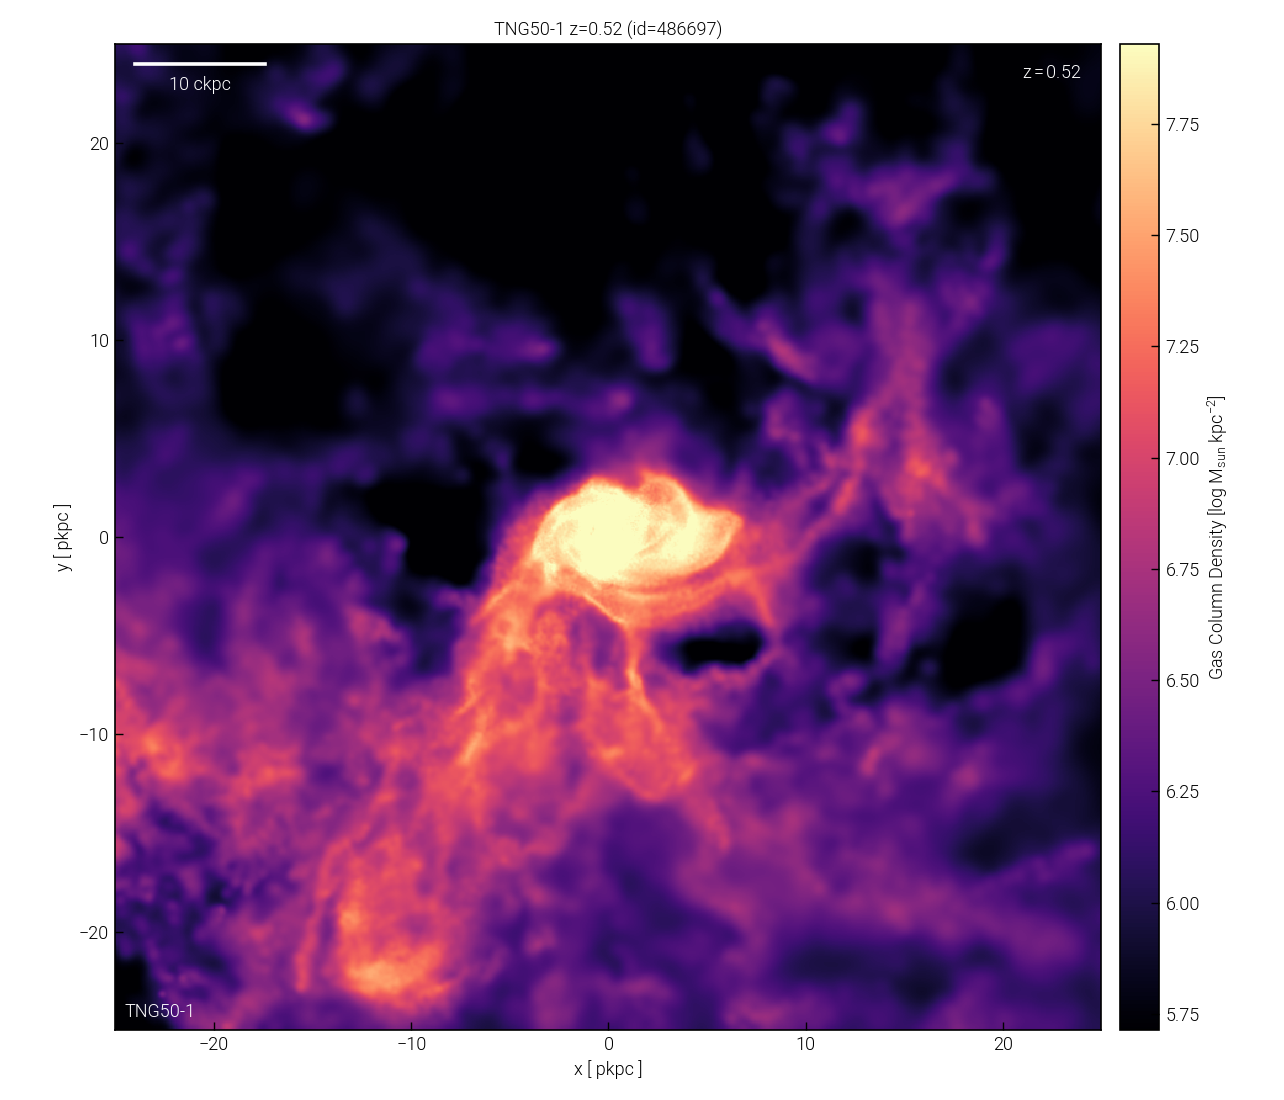 TNG50-1 z=0.52 (id=486697)
10 ckpc
z=0.52
TNG50-1
y [ pkpc ]
20
10
0
−10
−20
−20
−10
0
10
20
x [ pkpc ]
7.75
7.50
7.25
7.00
6.75
6.50
6.25
6.00
5.75
Gas Column Density [log M_sun kpc⁻²]